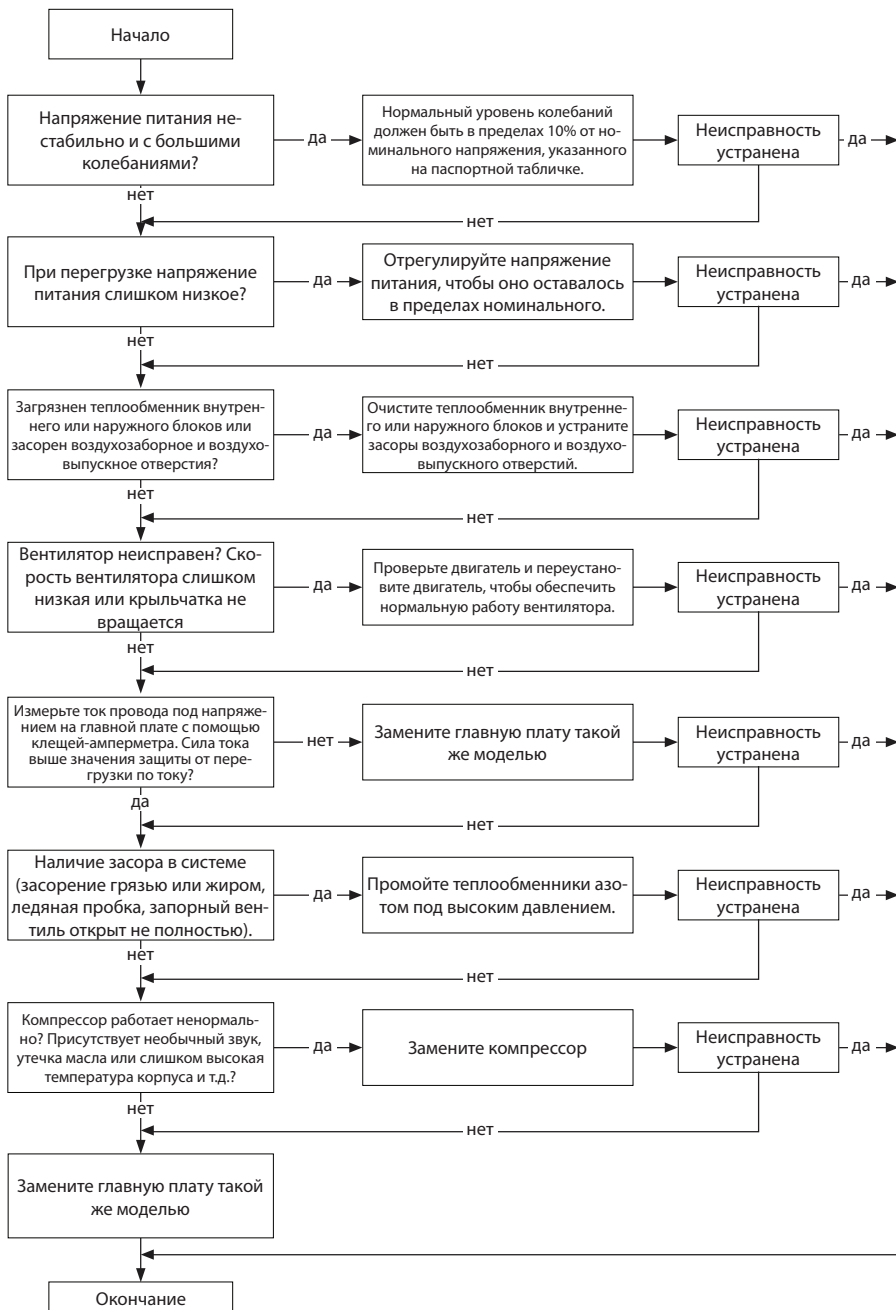 Начало
Напряжение питания не-
стабильно и с большими
колебаниями?
да
Нормальный уровень колебаний
должен быть в пределах 10% от но-
минального напряжения, указанного
на паспортной табличке.
Неисправность
устранена
да
нет
нет
При перегрузке напряжение
питания слишком низкое?
да
Отрегулируйте напряжение
питания, чтобы оно оставалось
в пределах номинального.
Неисправность
устранена
да
нет
нет
Загрязнен теплообменник внутрен-
него или наружного блоков или
засорен воздухозаборное и воздухо-
выпускное отверстия?
да
Очистите теплообменник внутренне-
го или наружного блоков и устраните
засоры воздухозаборного и воздухо-
выпускного отверстий.
Неисправность
устранена
да
нет
нет
Вентилятор неисправен? Ско-
рость вентилятора слишком
низкая или крыльчатка не
вращается
да
Проверьте двигатель и переустано-
вите двигатель, чтобы обеспечить
нормальную работу вентилятора.
Неисправность
устранена
да
нет
нет
Измерьте ток провода под напряже-
нием на главной плате с помощью
клещей-амперметра. Сила тока
выше значения защиты от пере-
грузки по току?
нет
Замените главную плату такой
же моделью
Неисправность
устранена
да
да
нет
Наличие засора в системе
(засорение грязью или жиром,
ледяная пробка, запорный вен-
тиль открыт не полностью).
да
Промойте теплообменники азо-
том под высоким давлением.
Неисправность
устранена
да
нет
нет
Компрессор работает ненормаль-
но? Присутствует необычный звук,
утечка масла или слишком высокая
температура корпуса и т.д.?
да
Замените компрессор
Неисправность
устранена
да
нет
нет
Замените главную плату такой
же моделью
Окончание